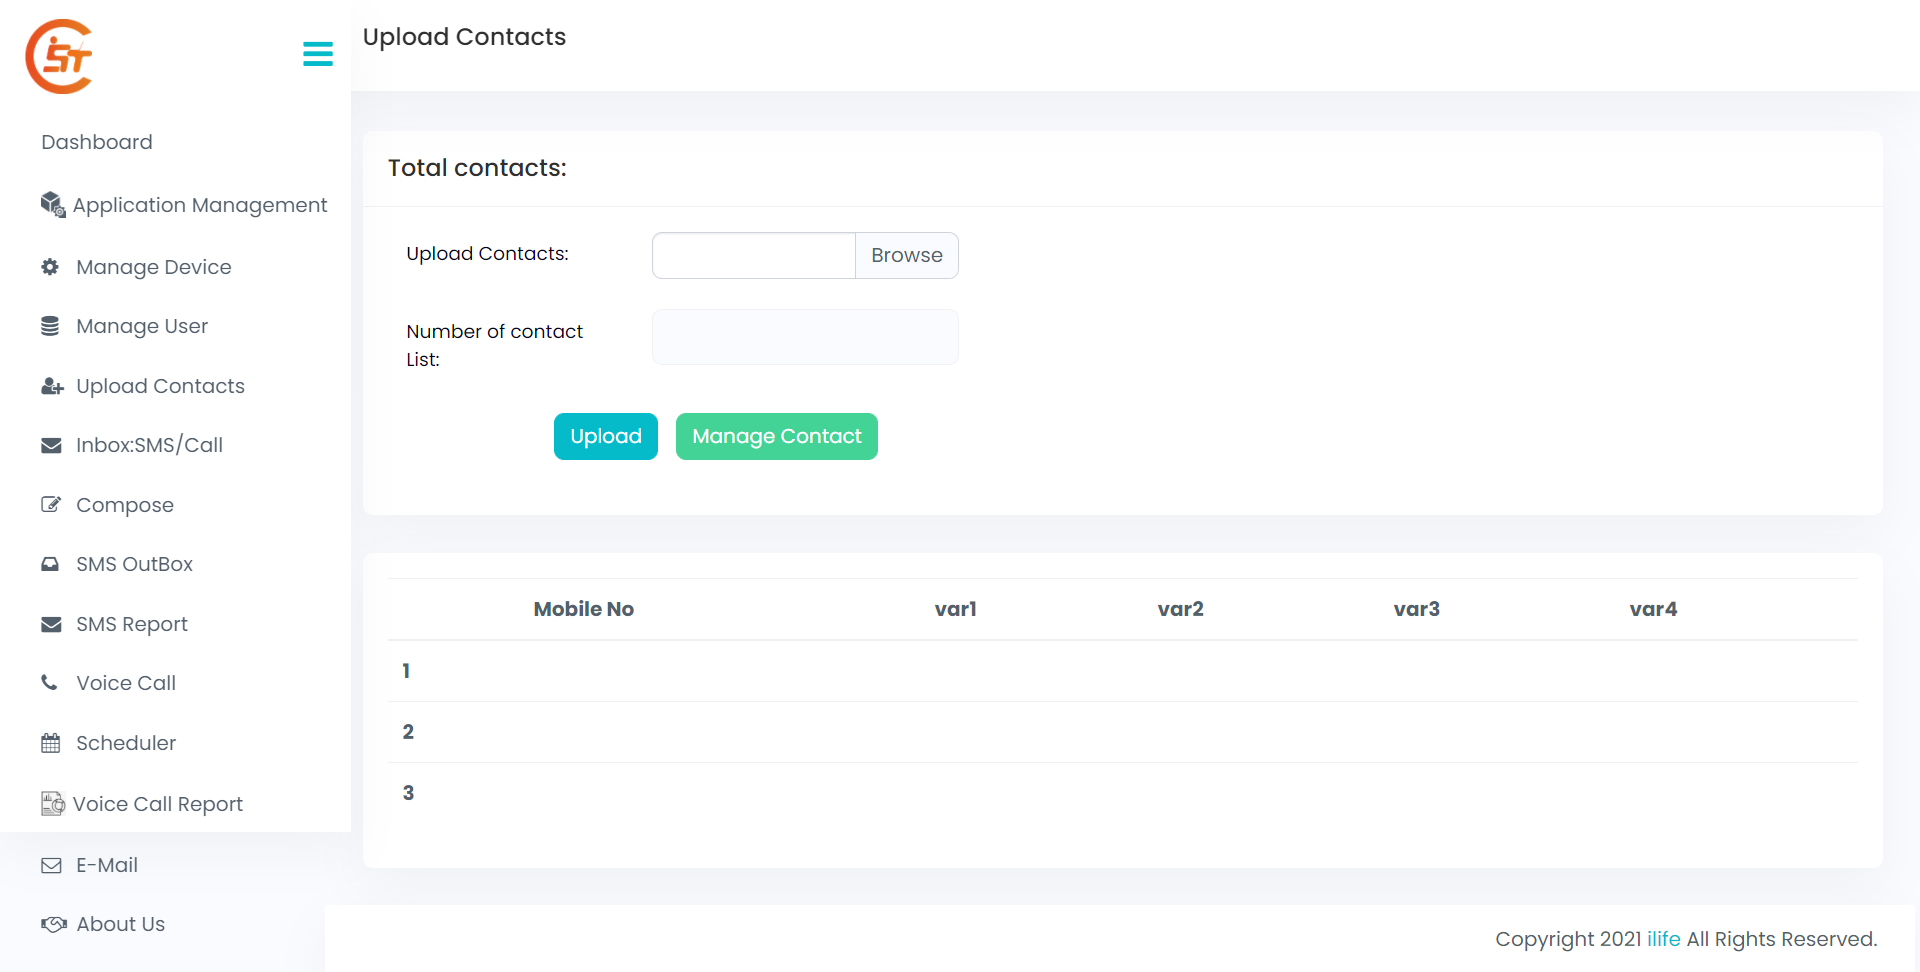 iST
Upload Contacts
Dashboard
Application Management
Manage Device
Manage User
Upload Contacts
Inbox:SMS/Call
Compose
SMS OutBox
SMS Report
Voice Call
Scheduler
Voice Call Report
E-Mail
About Us
Total contacts:
Upload Contacts:
Browse
Number of contact
List:
Upload
Manage Contact
Mobile No var1 var2 var3 var4
1
2
3
Copyright 2021 ilife All Rights Reserved.